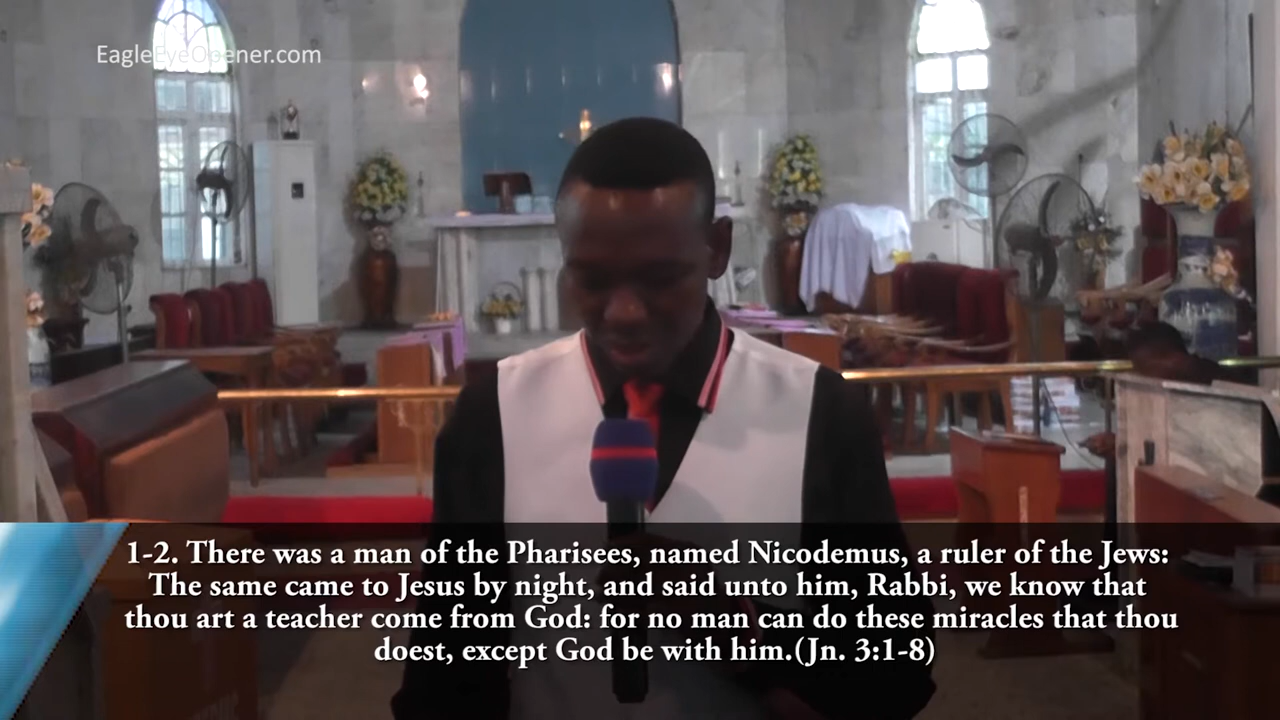 EagleEyeOpener.com
1-2. There was a man of the Pharisees, named Nicodemus, a ruler of the Jews:
The same came to Jesus by night, and said unto him, Rabbi, we know that
thou art a teacher come from God: for no man can do these miracles that thou
doest, except God be with him.(Jn. 3:1-8)